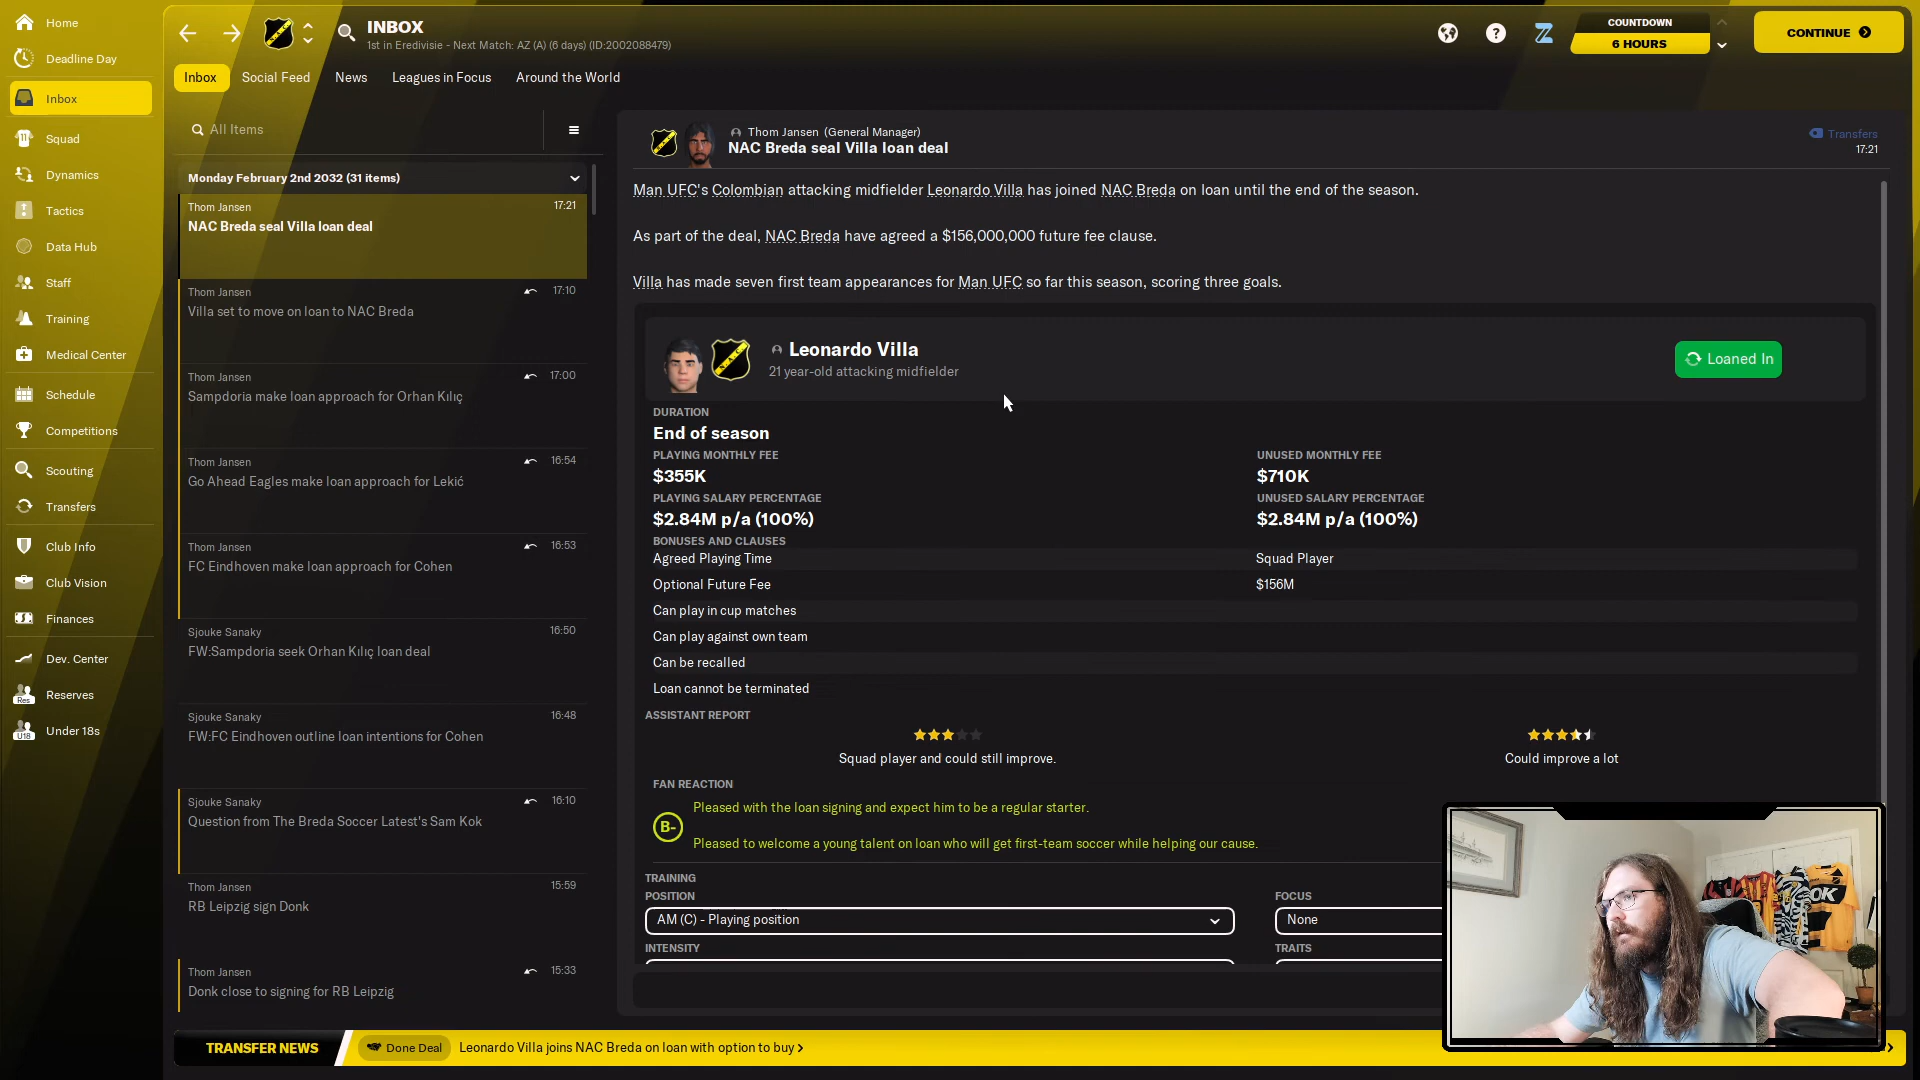 Home
Deadline Day
Inbox
Squad
Dynamics
Tactics
Data Hub
Staff
Training
Medical Center
Schedule
Competitions
Scouting
Transfers
Club Info
Club Vision
Finances
Dev. Center
Reserves
Under 18s
INBOX
1st in Eredivisie - Next Match: AZ (A) (6 days) (ID:2002088479)
COUNTDOWN
6 HOURS
CONTINUE
Inbox
Social Feed
News
Leagues in Focus
Around the World
All Items
Monday February 2nd 2032 (31 items)
Thom Jansen 17:21
NAC Breda seal Villa loan deal
Thom Jansen 17:10
Villa set to move on loan to NAC Breda
Thom Jansen 17:00
Sampdoria make loan approach for Orhan Kılıç
Thom Jansen 16:54
Go Ahead Eagles make loan approach for Lekić
Thom Jansen 16:53
FC Eindhoven make loan approach for Cohen
Sjouke Sanaky 16:50
FW:Sampdoria seek Orhan Kılıç loan deal
Sjouke Sanaky 16:48
FW:FC Eindhoven outline loan intentions for Cohen
Sjouke Sanaky 16:10
Question from The Breda Soccer Latest's Sam Kok
Thom Jansen 15:59
RB Leipzig sign Donk
Thom Jansen 15:33
Donk close to signing for RB Leipzig
Thom Jansen (General Manager)
NAC Breda seal Villa loan deal
Transfers
17:21
Man UFC's Colombian attacking midfielder Leonardo Villa has joined NAC Breda on loan until the end of the season.
As part of the deal, NAC Breda have agreed a $156,000,000 future fee clause.
Villa has made seven first team appearances for Man UFC so far this season, scoring three goals.
Leonardo Villa
21 year-old attacking midfielder
Loaned In
DURATION
End of season
PLAYING MONTHLY FEE
$355K
UNUSED MONTHLY FEE
$710K
PLAYING SALARY PERCENTAGE
$2.84M p/a (100%)
UNUSED SALARY PERCENTAGE
$2.84M p/a (100%)
BONUSES AND CLAUSES
Agreed Playing Time Squad Player
Optional Future Fee $156M
Can play in cup matches
Can play against own team
Can be recalled
Loan cannot be terminated
ASSISTANT REPORT
Squad player and could still improve.
Could improve a lot
FAN REACTION
B-
Pleased with the loan signing and expect him to be a regular starter.
Pleased to welcome a young talent on loan who will get first-team soccer while helping our cause.
TRAINING
POSITION
AM (C) - Playing position
FOCUS
None
INTENSITY
TRAITS
TRANSFER NEWS
Done Deal
Leonardo Villa joins NAC Breda on loan with option to buy